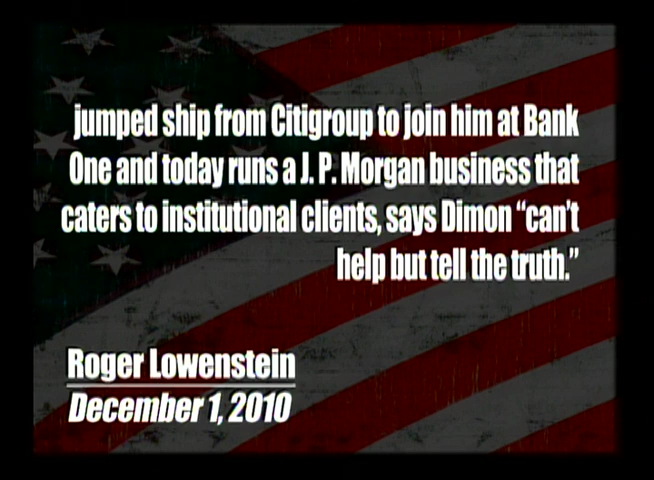 jumped ship from Citigroup to join him at Bank
One and today runs a J. P. Morgan business that
caters to institutional clients, says Dimon “can’t
help but tell the truth.”
Roger Lowenstein
December 1, 2010